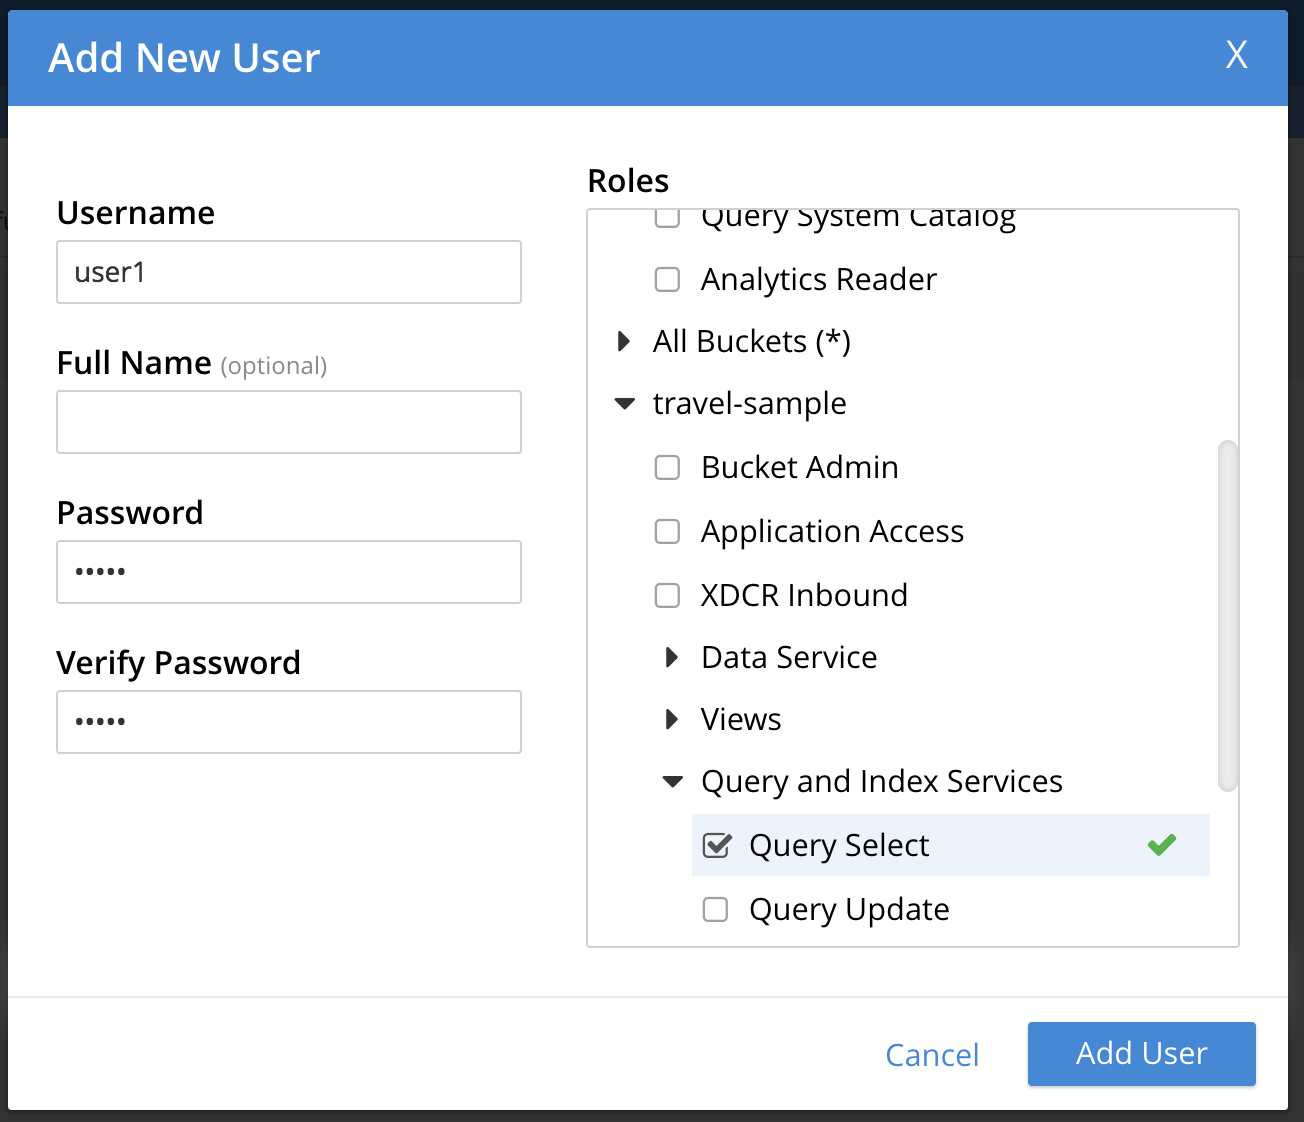 Add New User
X
Username
user1
Full Name (optional)
Password
•••••
Verify Password
•••••
Roles
Query System Catalog
Analytics Reader
All Buckets (*)
travel-sample
Bucket Admin
Application Access
XDCR Inbound
Data Service
Views
Query and Index Services
Query Select
Query Update
Cancel
Add User